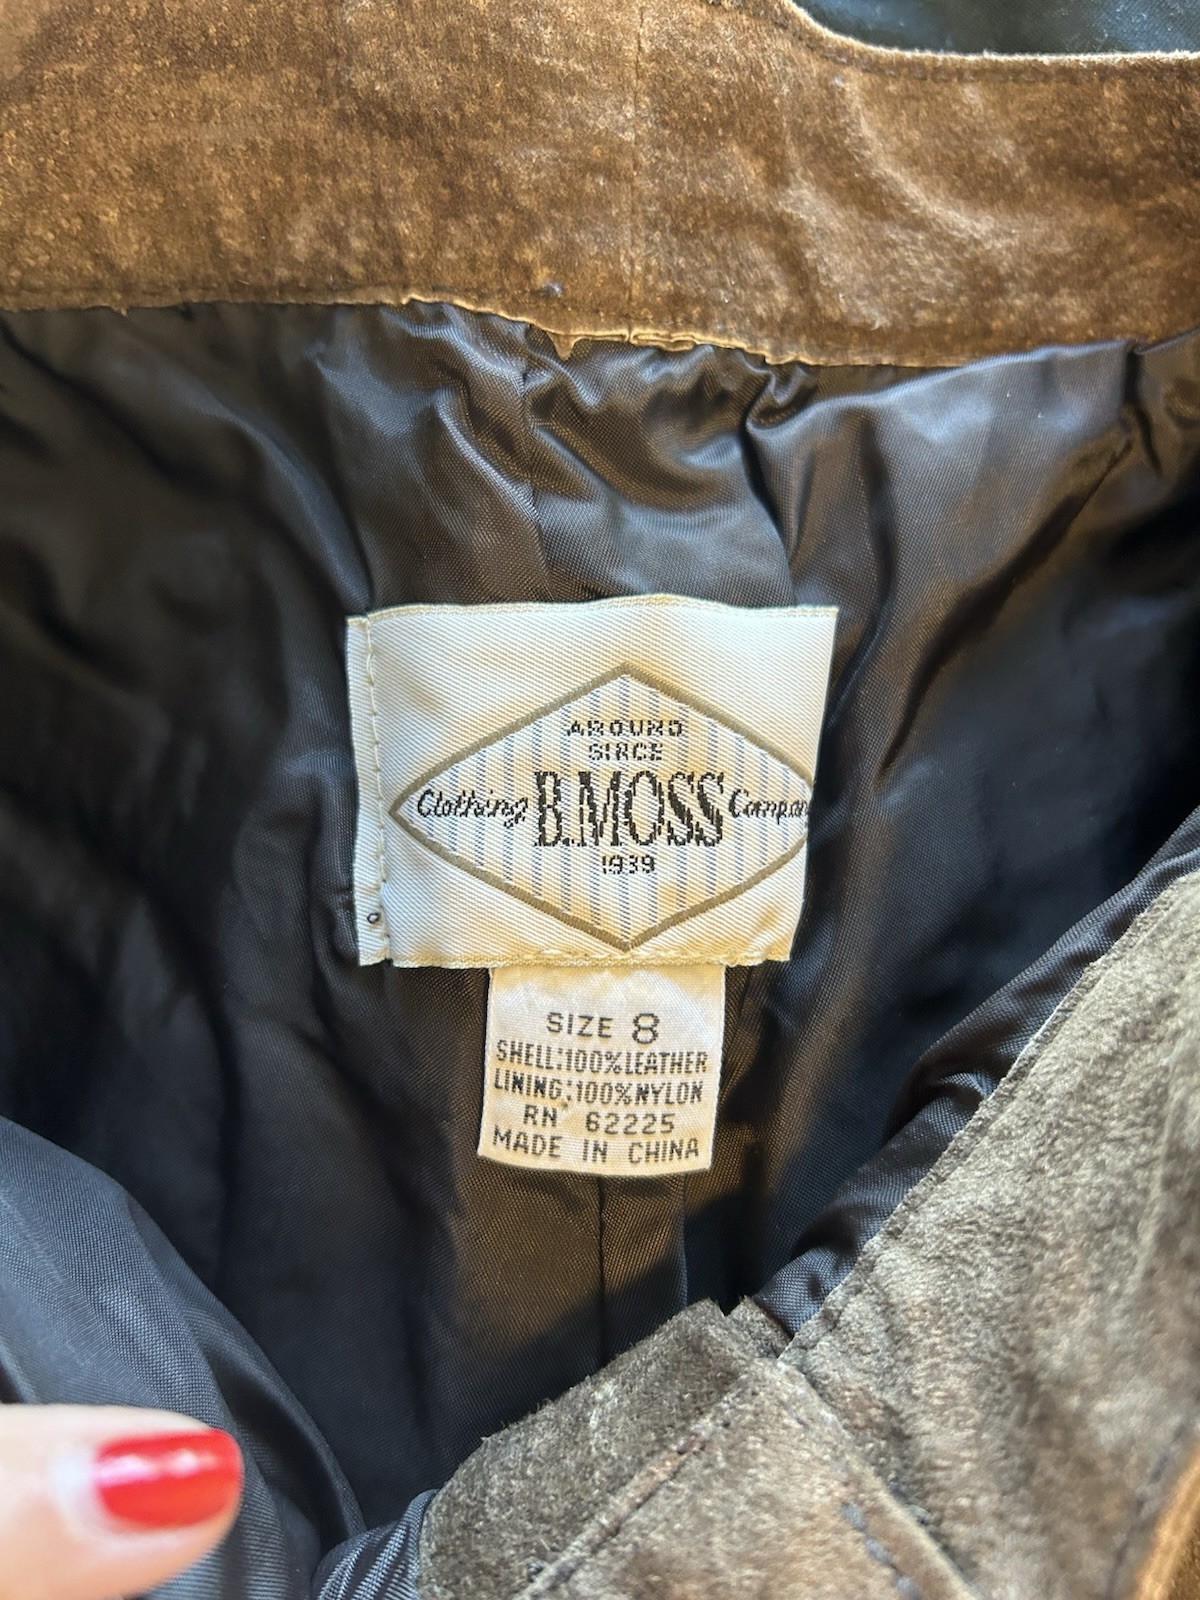 AROUND
SINCE
Clothing B.MOSS Company
1939
SIZE 8
SHELL:100%LEATHER
LINING:100%NYLON
RN 62225
MADE IN CHINA